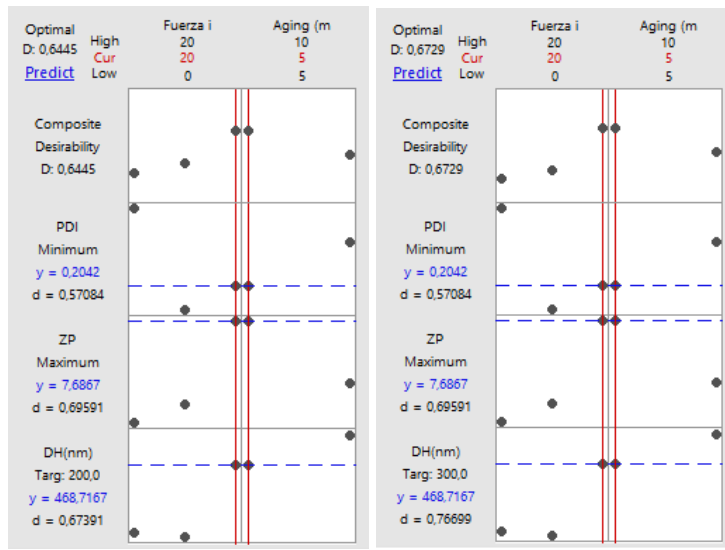 Optimal
D: 0,6445
Predict
High
Cur
Low
Fuerza i
20
20
0
Aging (m
10
5
5
Composite
Desirability
D: 0,6445
PDI
Minimum
y = 0,2042
d = 0,57084
ZP
Maximum
y = 7,6867
d = 0,69591
DH(nm)
Targ: 200,0
y = 468,7167
d = 0,67391
Optimal
D: 0,6729
Predict
High
Cur
Low
Fuerza i
20
20
0
Aging (m
10
5
5
Composite
Desirability
D: 0,6729
PDI
Minimum
y = 0,2042
d = 0,57084
ZP
Maximum
y = 7,6867
d = 0,69591
DH(nm)
Targ: 300,0
y = 468,7167
d = 0,76699